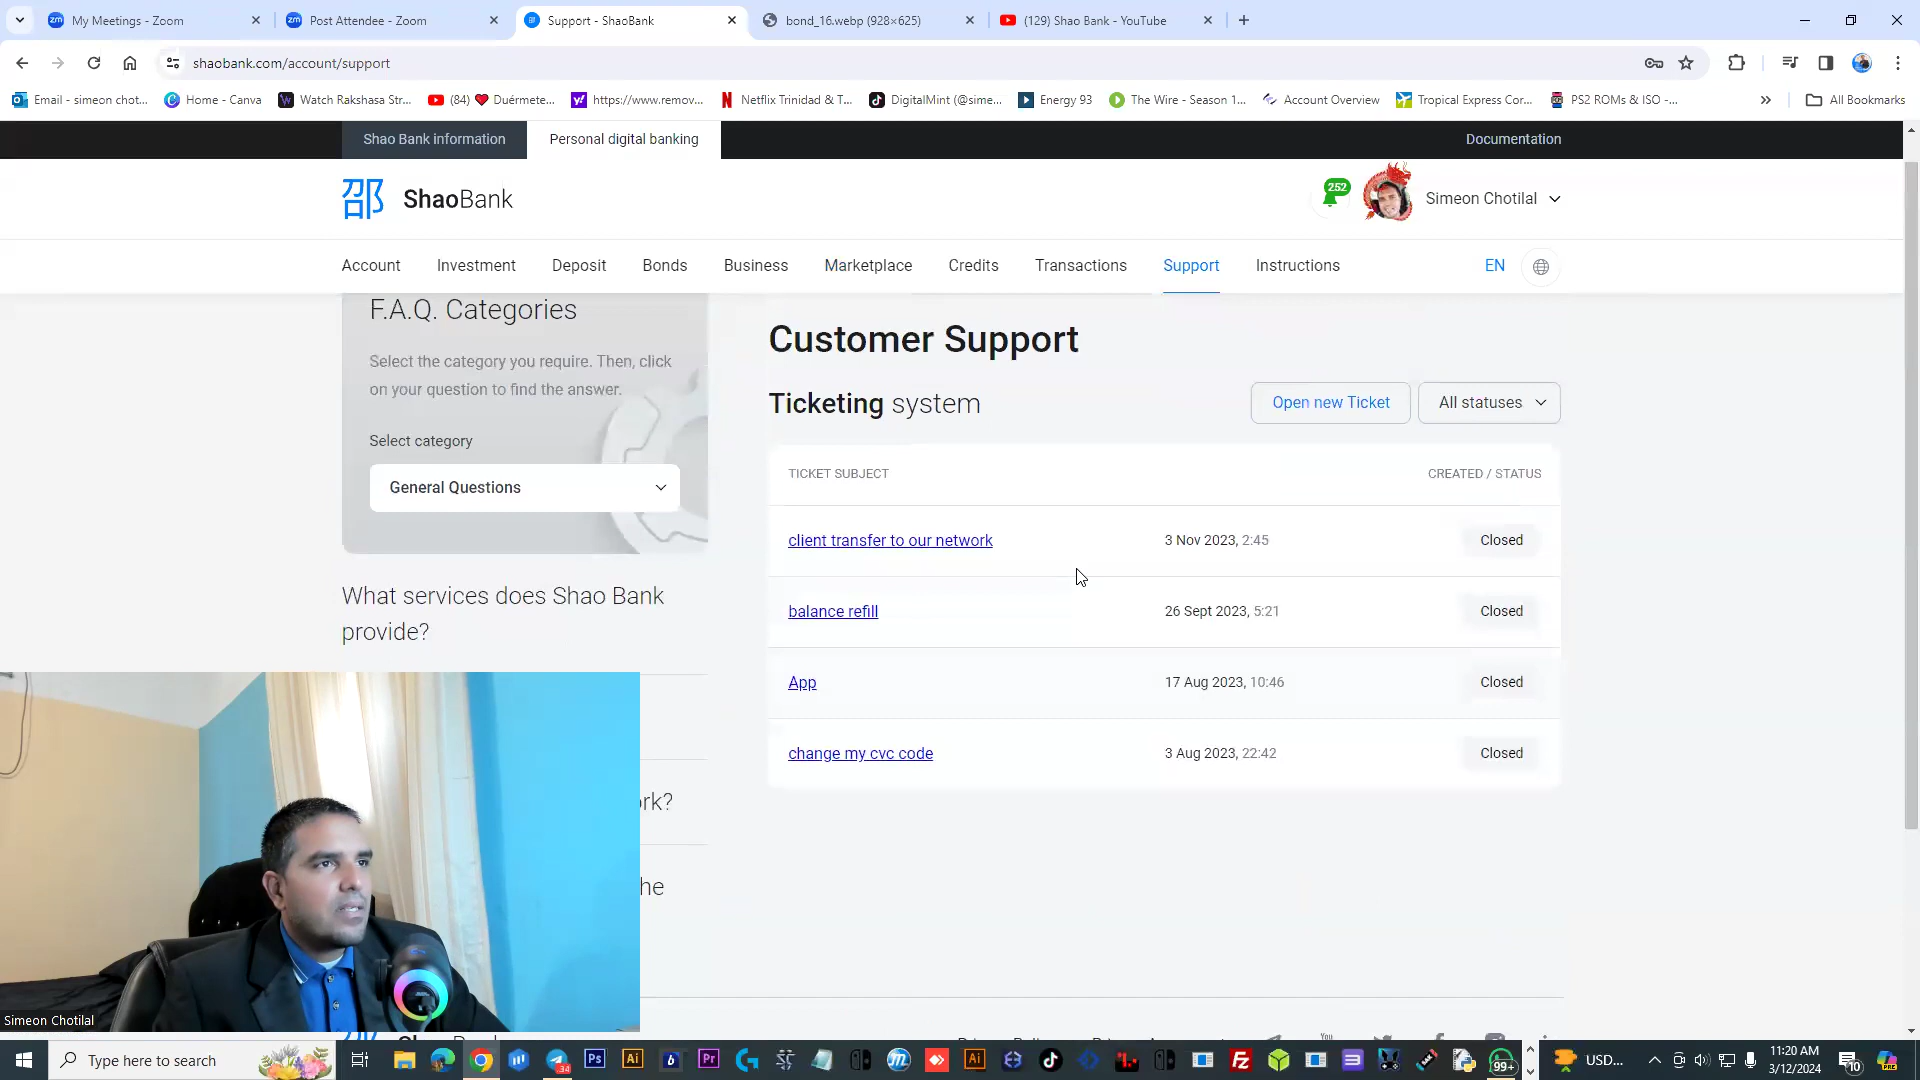 My Meetings - Zoom
Post Attendee - Zoom
Support - ShaoBank
bond_16.webp (928×625)
(129) Shao Bank - YouTube
shaobank.com/account/support
Email - simeon chot...
Home - Canva
Watch Rakshasa Str...
(84) ❤ Duérmete...
https://www.remov...
Netflix Trinidad & T...
DigitalMint (@sime...
Energy 93
The Wire - Season 1...
Account Overview
Tropical Express Cor...
PS2 ROMs & ISO -...
All Bookmarks
Shao Bank information
Personal digital banking
Documentation
邵 ShaoBank
252
Simeon Chotilal
Account
Investment
Deposit
Bonds
Business
Marketplace
Credits
Transactions
Support
Instructions
EN
F.A.Q. Categories
Select the category you require. Then, click
on your question to find the answer.
Select category
General Questions
What services does Shao Bank
provide?
Customer Support
Ticketing system
Open new Ticket
All statuses
TICKET SUBJECT
CREATED / STATUS
client transfer to our network
3 Nov 2023, 2:45
Closed
balance refill
26 Sept 2023, 5:21
Closed
App
17 Aug 2023, 10:46
Closed
change my cvc code
3 Aug 2023, 22:42
Closed
Simeon Chotilal
Type here to search
34
Ps
Ai
b
Pr
Ai
99+
USD...
11:20 AM
3/12/2024
10